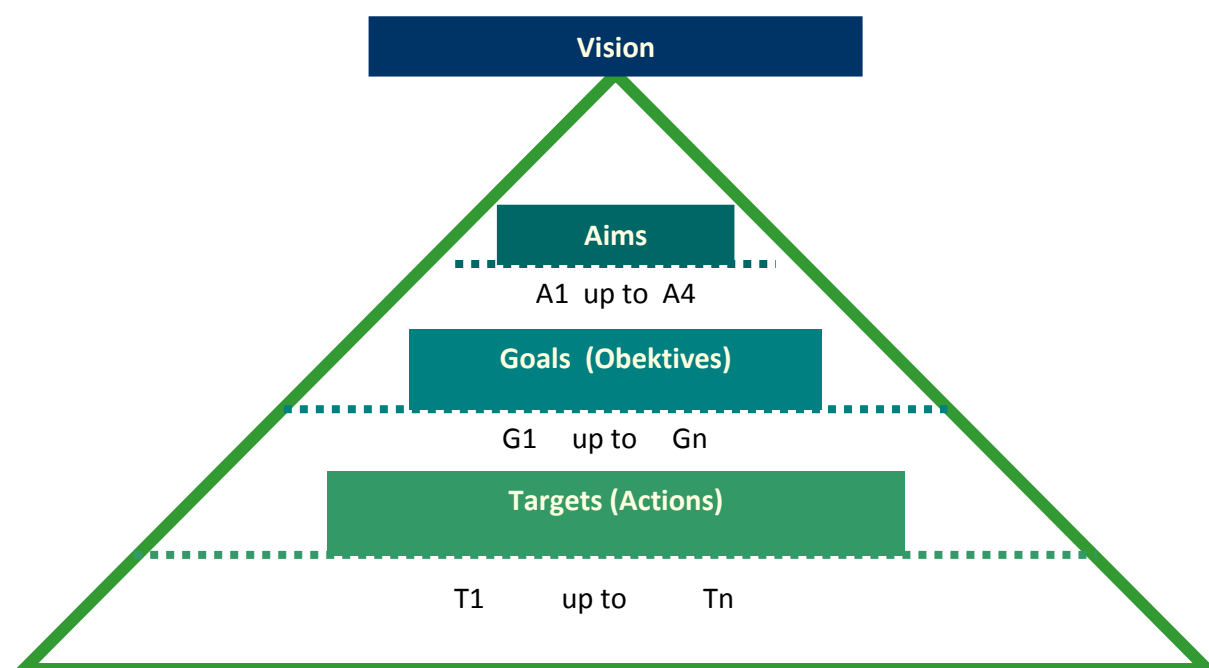 Vision
Aims
A1 up to A4
Goals (Obektives)
G1 up to Gn
Targets (Actions)
T1 up to Tn